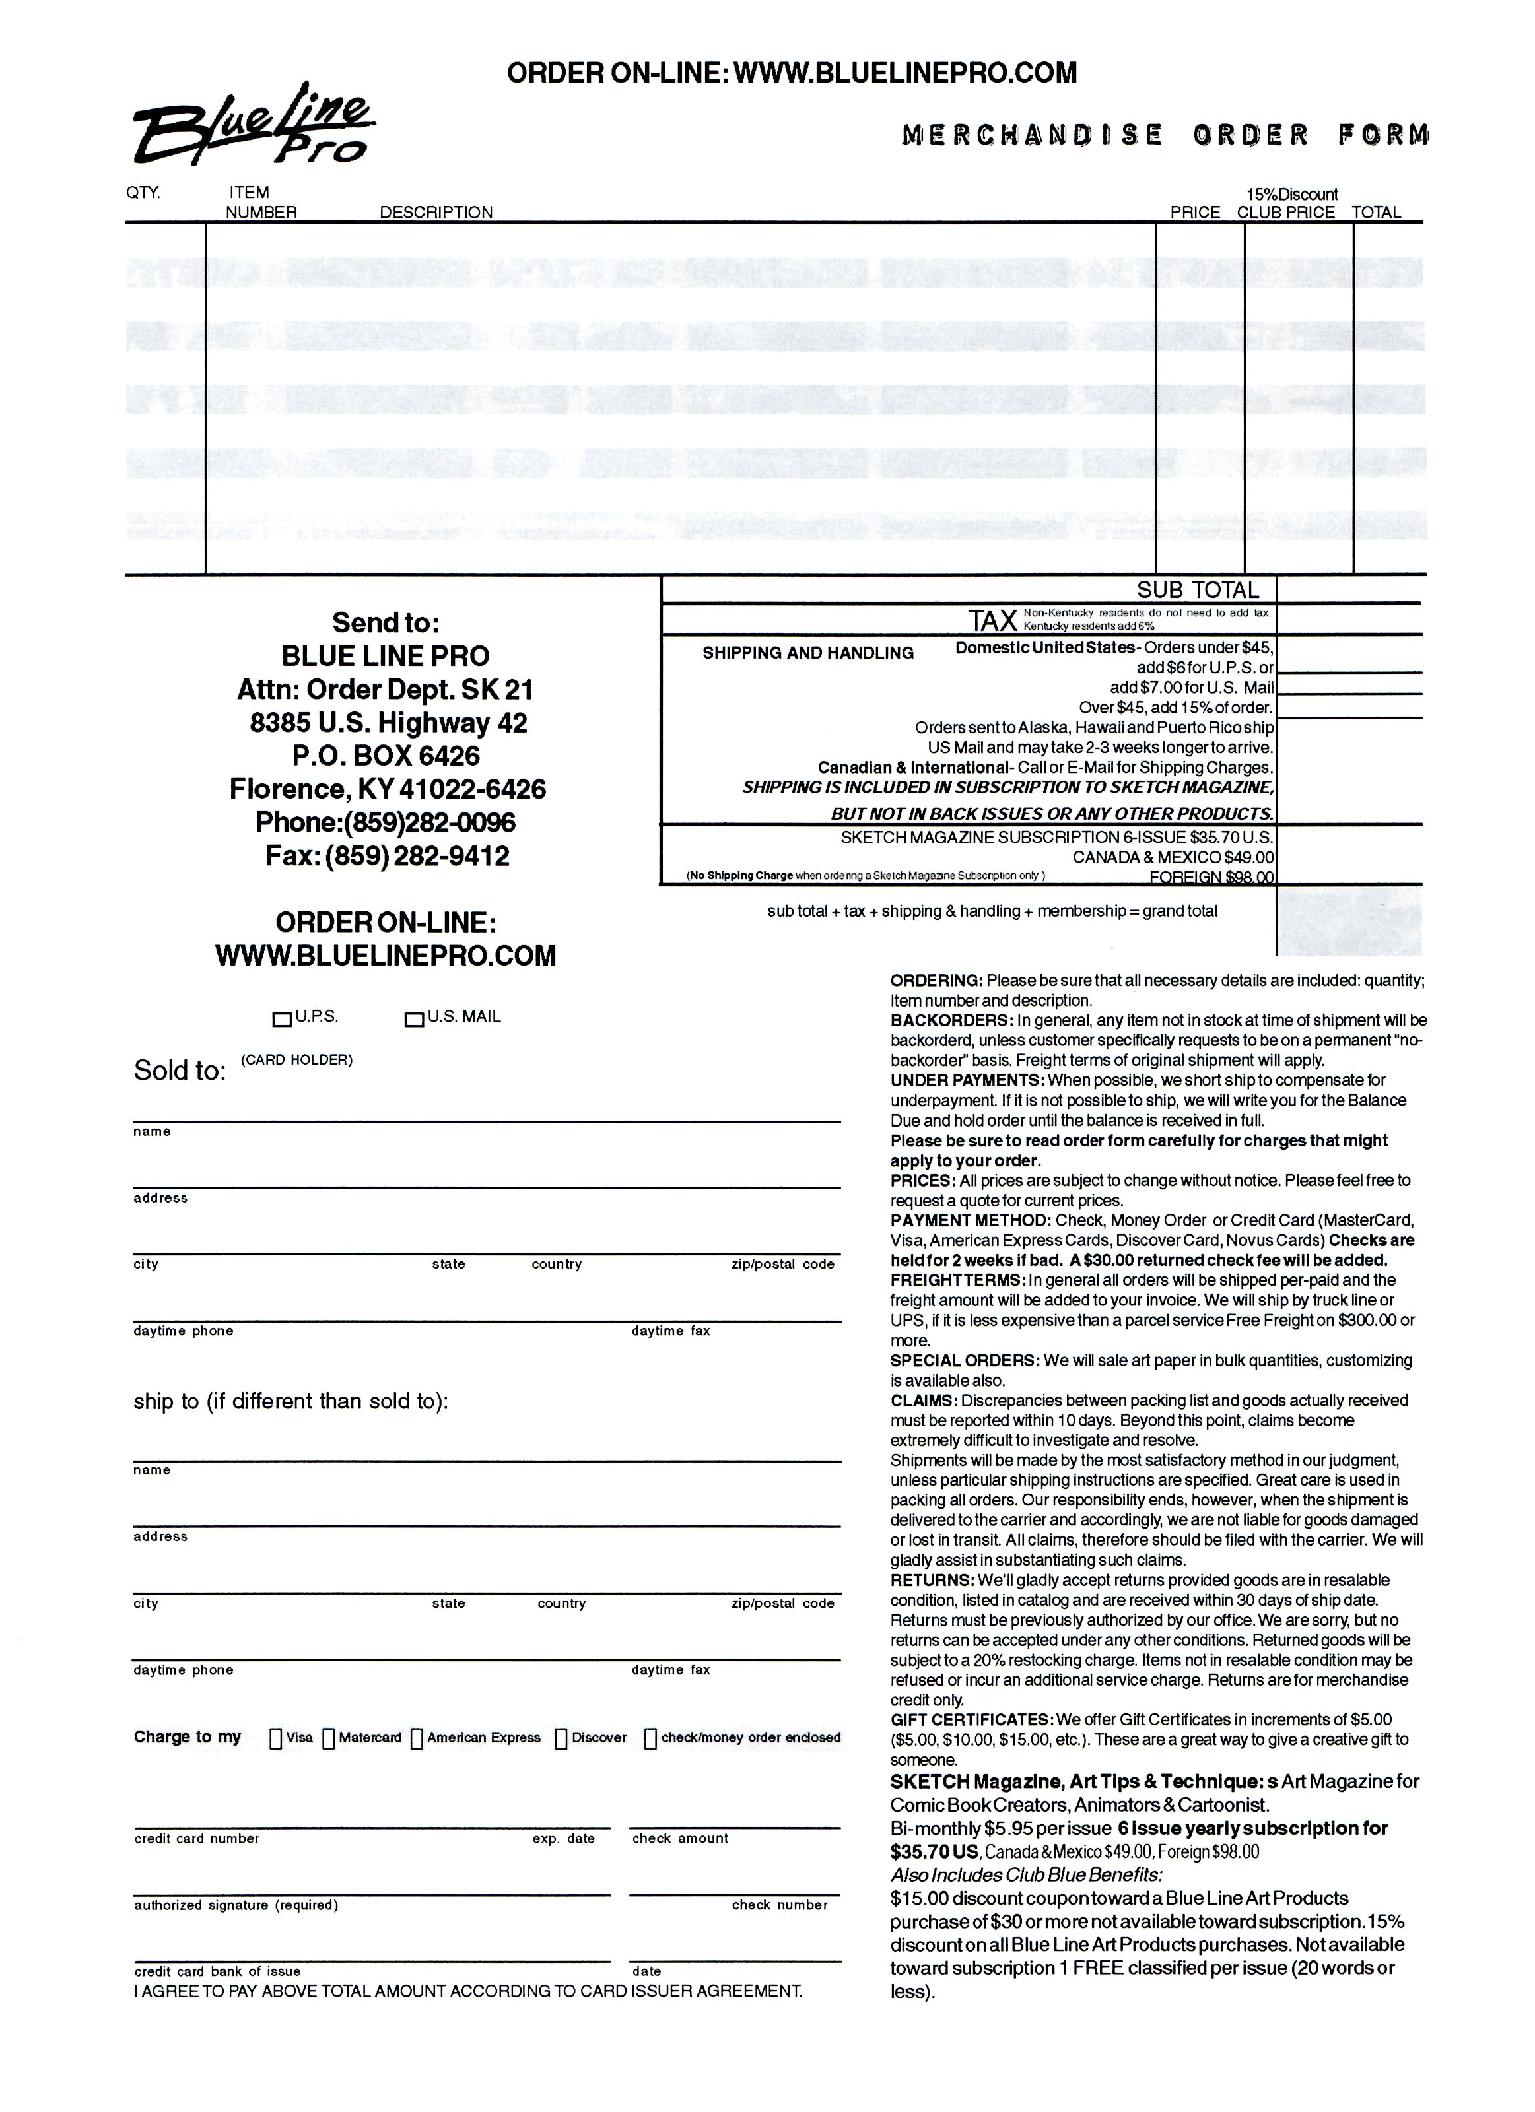 ORDER ON-LINE: WWW.BLUELINEPRO.COM
Blue Line
Pro
MERCHANDISE ORDER FORM
QTY. ITEM 15% Discount
NUMBER DESCRIPTION PRICE CLUB PRICE TOTAL
SUB TOTAL
TAX Non-Kentucky residents do not need to add tax.
Kentucky residents add 6%
SHIPPING AND HANDLING Domestic United States- Orders under $45,
add $6 for U.P.S. or
add $7.00 for U.S. Mail
Over $45, add 15% of order.
Orders sent to Alaska, Hawaii and Puerto Rico ship
US Mail and may take 2-3 weeks longer to arrive.
Canadian & International- Call or E-Mail for Shipping Charges.
SHIPPING IS INCLUDED IN SUBSCRIPTION TO SKETCH MAGAZINE,
BUT NOT IN BACK ISSUES OR ANY OTHER PRODUCTS.
SKETCH MAGAZINE SUBSCRIPTION 6-ISSUE $35.70 U.S.
CANADA & MEXICO $49.00
(No Shipping Charge when ordering a Sketch Magazine Subscription only ) FOREIGN $98.00
sub total + tax + shipping & handling + membership = grand total
Send to:
BLUE LINE PRO
Attn: Order Dept. SK 21
8385 U.S. Highway 42
P.O. BOX 6426
Florence, KY 41022-6426
Phone:(859)282-0096
Fax: (859) 282-9412
ORDER ON-LINE:
WWW.BLUELINEPRO.COM
U.P.S. U.S. MAIL
Sold to: (CARD HOLDER)
name
address
city state country zip/postal code
daytime phone daytime fax
ship to (if different than sold to):
name
address
city state country zip/postal code
daytime phone daytime fax
Charge to my Visa Matercard American Express Discover check/money order enclosed
credit card number exp. date check amount
authorized signature (required) check number
credit card bank of issue date
I AGREE TO PAY ABOVE TOTAL AMOUNT ACCORDING TO CARD ISSUER AGREEMENT.
ORDERING: Please be sure that all necessary details are included: quantity;
Item number and description.
BACKORDERS: In general, any item not in stock at time of shipment will be
backorderd, unless customer specifically requests to be on a permanent "no-
backorder" basis. Freight terms of original shipment will apply.
UNDER PAYMENTS: When possible, we short ship to compensate for
underpayment. If it is not possible to ship, we will write you for the Balance
Due and hold order until the balance is received in full.
Please be sure to read order form carefully for charges that might
apply to your order.
PRICES: All prices are subject to change without notice. Please feel free to
request a quote for current prices.
PAYMENT METHOD: Check, Money Order or Credit Card (MasterCard,
Visa, American Express Cards, Discover Card, Novus Cards) Checks are
held for 2 weeks if bad. A $30.00 returned check fee will be added.
FREIGHT TERMS: In general all orders will be shipped per-paid and the
freight amount will be added to your invoice. We will ship by truck line or
UPS, if it is less expensive than a parcel service Free Freight on $300.00 or
more.
SPECIAL ORDERS: We will sale art paper in bulk quantities, customizing
is available also.
CLAIMS: Discrepancies between packing list and goods actually received
must be reported within 10 days. Beyond this point, claims become
extremely difficult to investigate and resolve.
Shipments will be made by the most satisfactory method in our judgment,
unless particular shipping instructions are specified. Great care is used in
packing all orders. Our responsibility ends, however, when the shipment is
delivered to the carrier and accordingly, we are not liable for goods damaged
or lost in transit. All claims, therefore should be filed with the carrier. We will
gladly assist in substantiating such claims.
RETURNS: We'll gladly accept returns provided goods are in resalable
condition, listed in catalog and are received within 30 days of ship date.
Returns must be previously authorized by our office. We are sorry, but no
returns can be accepted under any other conditions. Returned goods will be
subject to a 20% restocking charge. Items not in resalable condition may be
refused or incur an additional service charge. Returns are for merchandise
credit only.
GIFT CERTIFICATES: We offer Gift Certificates in increments of $5.00
($5.00, $10.00, $15.00, etc.). These are a great way to give a creative gift to
someone.
SKETCH Magazine, Art Tips & Technique: s Art Magazine for
Comic Book Creators, Animators & Cartoonist.
Bi-monthly $5.95 per issue 6 issue yearly subscription for
$35.70 US, Canada & Mexico $49.00, Foreign $98.00
Also Includes Club Blue Benefits:
$15.00 discount coupon toward a Blue Line Art Products
purchase of $30 or more not available toward subscription. 15%
discount on all Blue Line Art Products purchases. Not available
toward subscription 1 FREE classified per issue (20 words or
less).